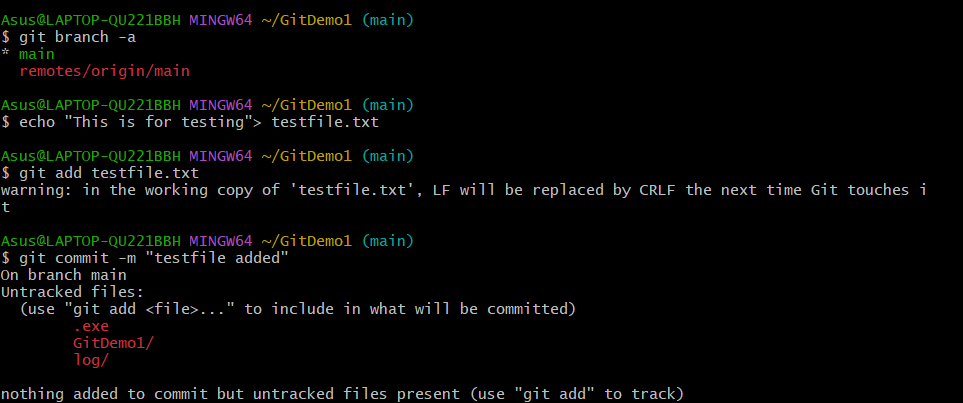 Asus@LAPTOP-QU221BBH MINGW64 ~/GitDemo1 (main)
$ git branch -a
* main
  remotes/origin/main
Asus@LAPTOP-QU221BBH MINGW64 ~/GitDemo1 (main)
$ echo "This is for testing"> testfile.txt
Asus@LAPTOP-QU221BBH MINGW64 ~/GitDemo1 (main)
$ git add testfile.txt
warning: in the working copy of 'testfile.txt', LF will be replaced by CRLF the next time Git touches i
t
Asus@LAPTOP-QU221BBH MINGW64 ~/GitDemo1 (main)
$ git commit -m "testfile added"
On branch main
Untracked files:
  (use "git add <file>..." to include in what will be committed)
        .exe
        GitDemo1/
        log/
nothing added to commit but untracked files present (use "git add" to track)